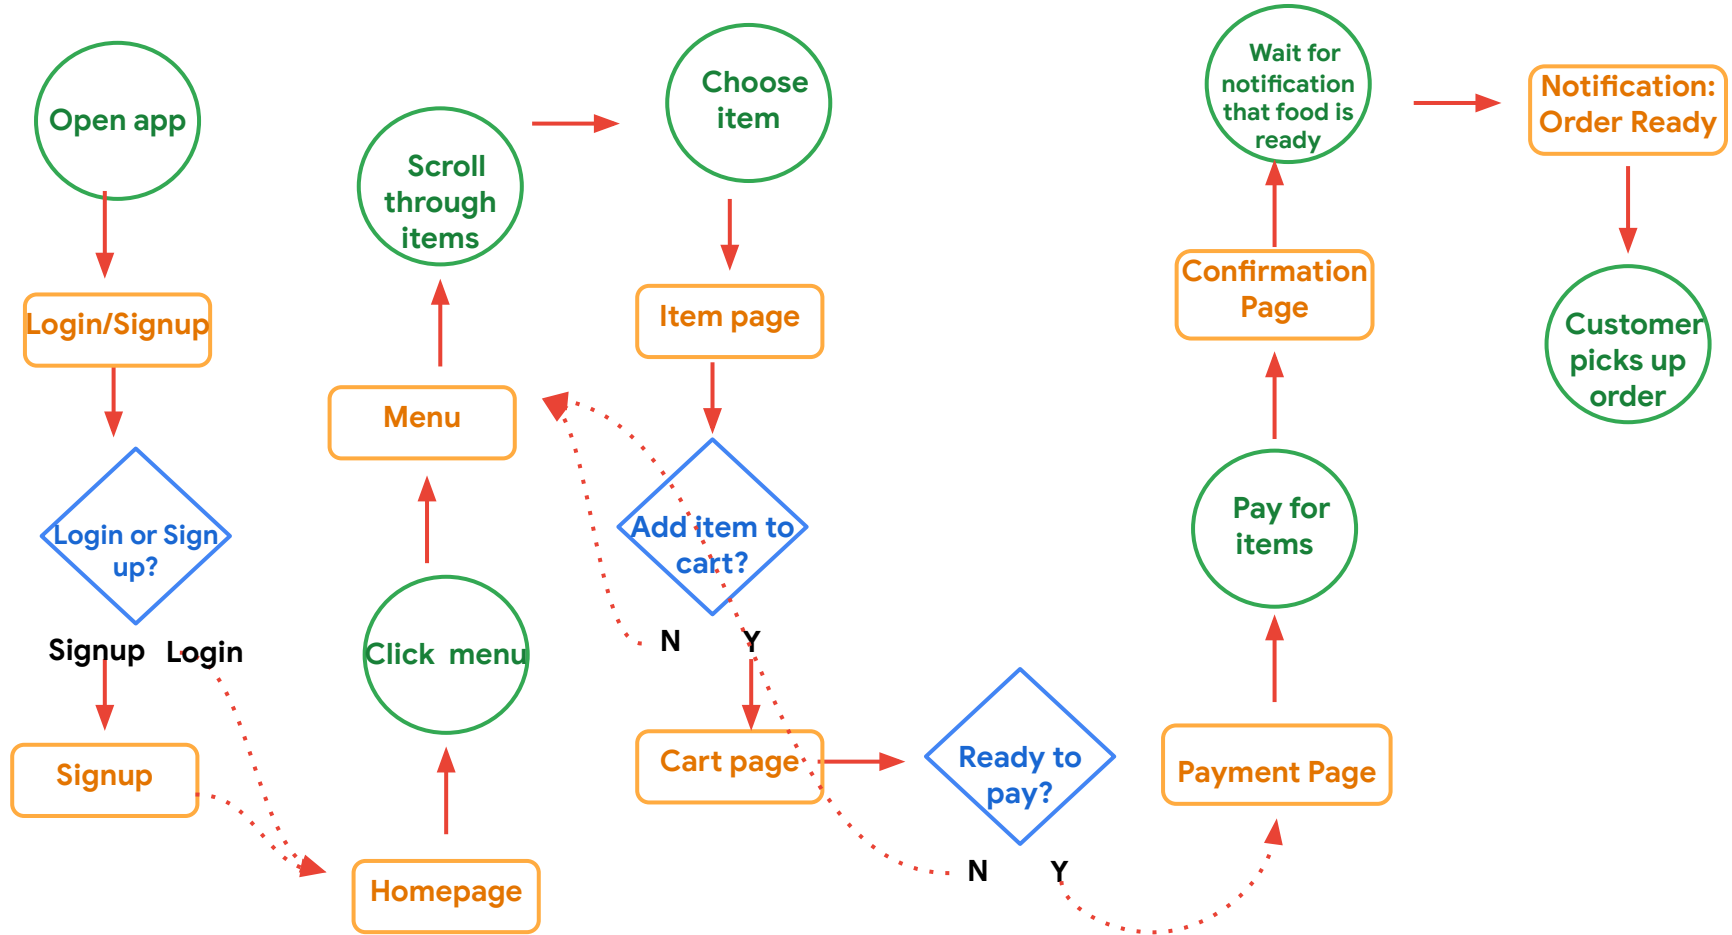 Open app
Login/Signup
Login or Sign
up?
Signup
Login
Signup
Homepage
Click menu
Menu
Scroll
through
items
Choose
item
Item page
Add item to
cart?
N
Y
Cart page
Ready to
pay?
N
Y
Payment Page
Pay for
items
Confirmation
Page
Wait for
notification
that food is
ready
Notification:
Order Ready
Customer
picks up
order